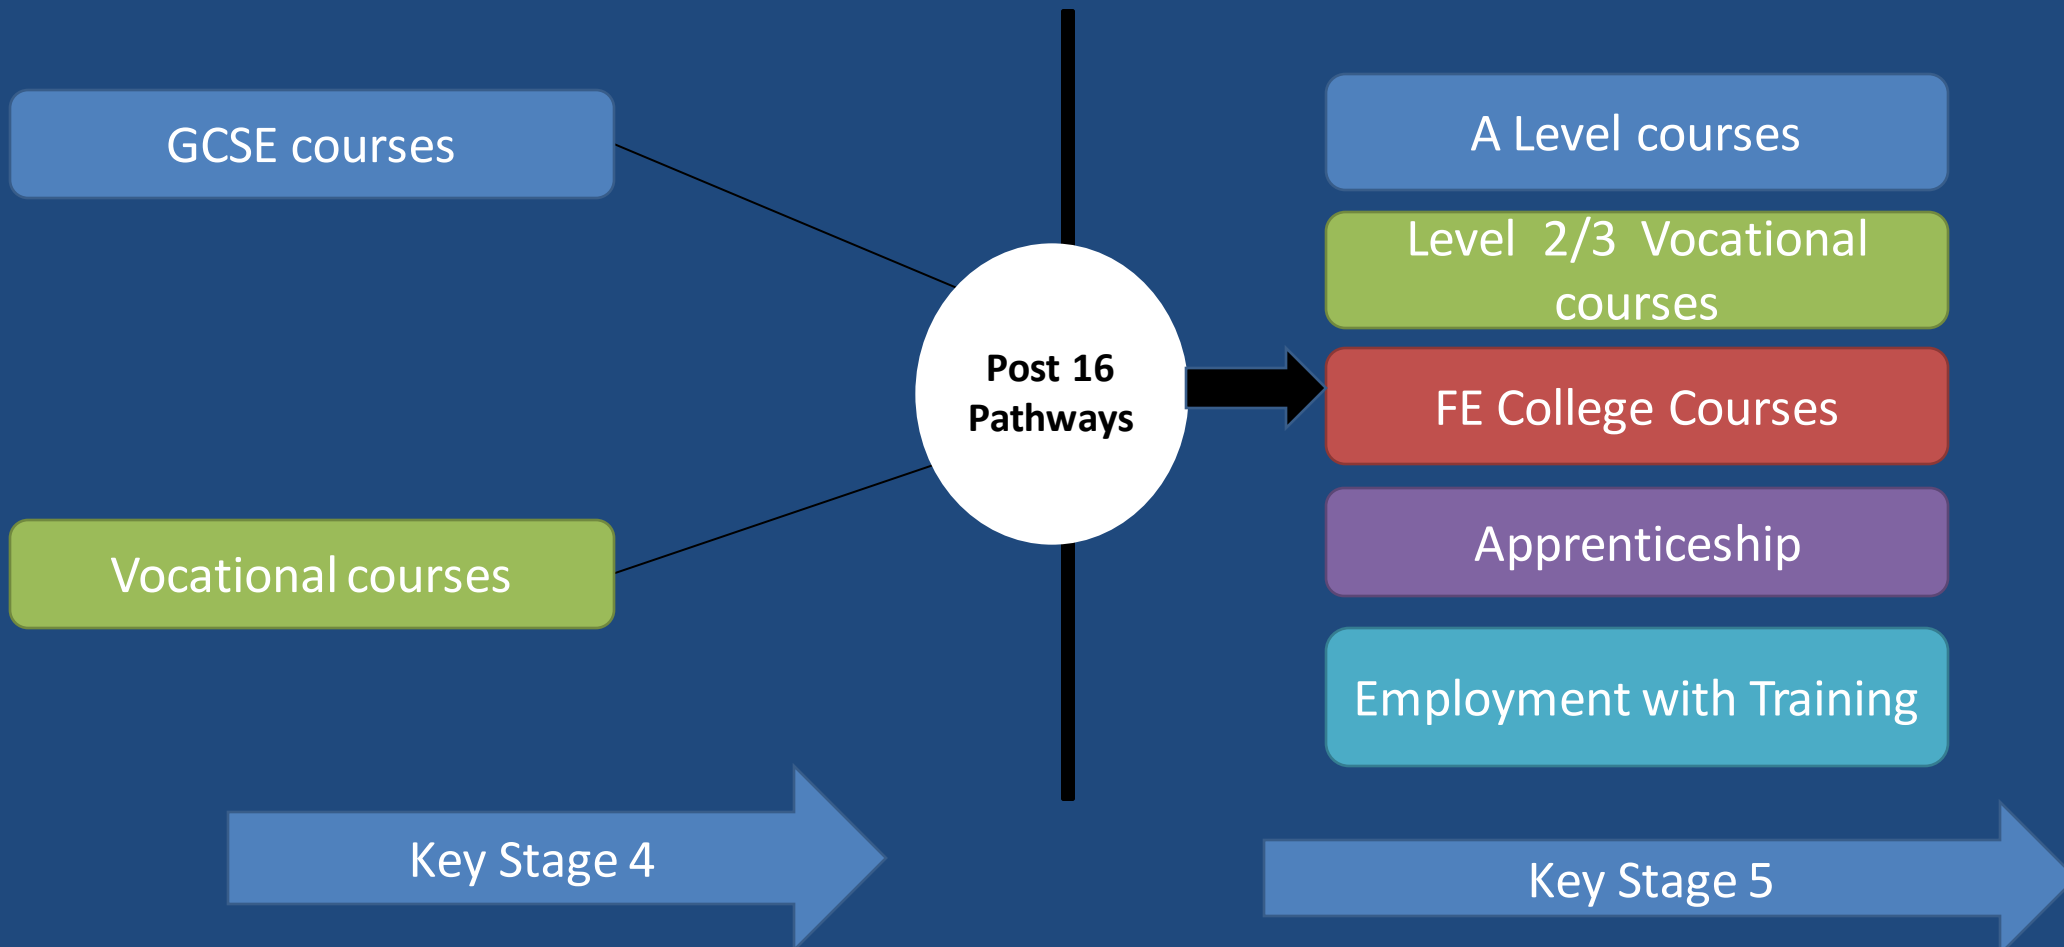 GCSE courses
Vocational courses
Post 16
Pathways
A Level courses
Level 2/3 Vocational
courses
FE College Courses
Apprenticeship
Employment with Training
Key Stage 4
Key Stage 5